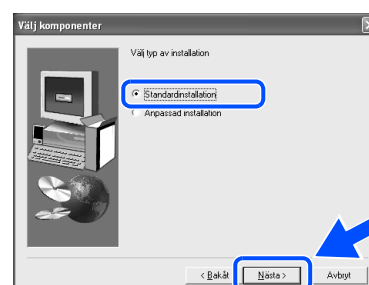 Välj komponenter
Välj typ av installation
Standardinstallation
Anpassad installation
< Bakåt Nästa > Avbryt